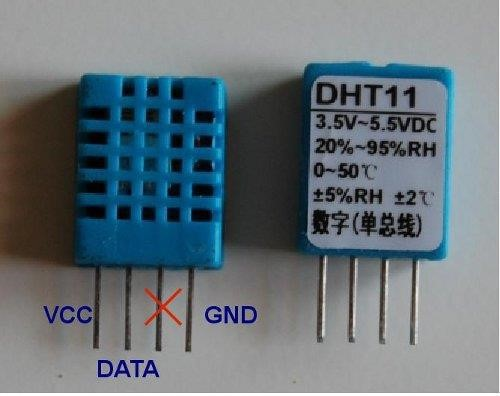 VCC
DATA
GND
DHT11
3.5V~5.5VDC
20%~95%RH
0~50℃
±5%RH ±2℃
数字(单总线)